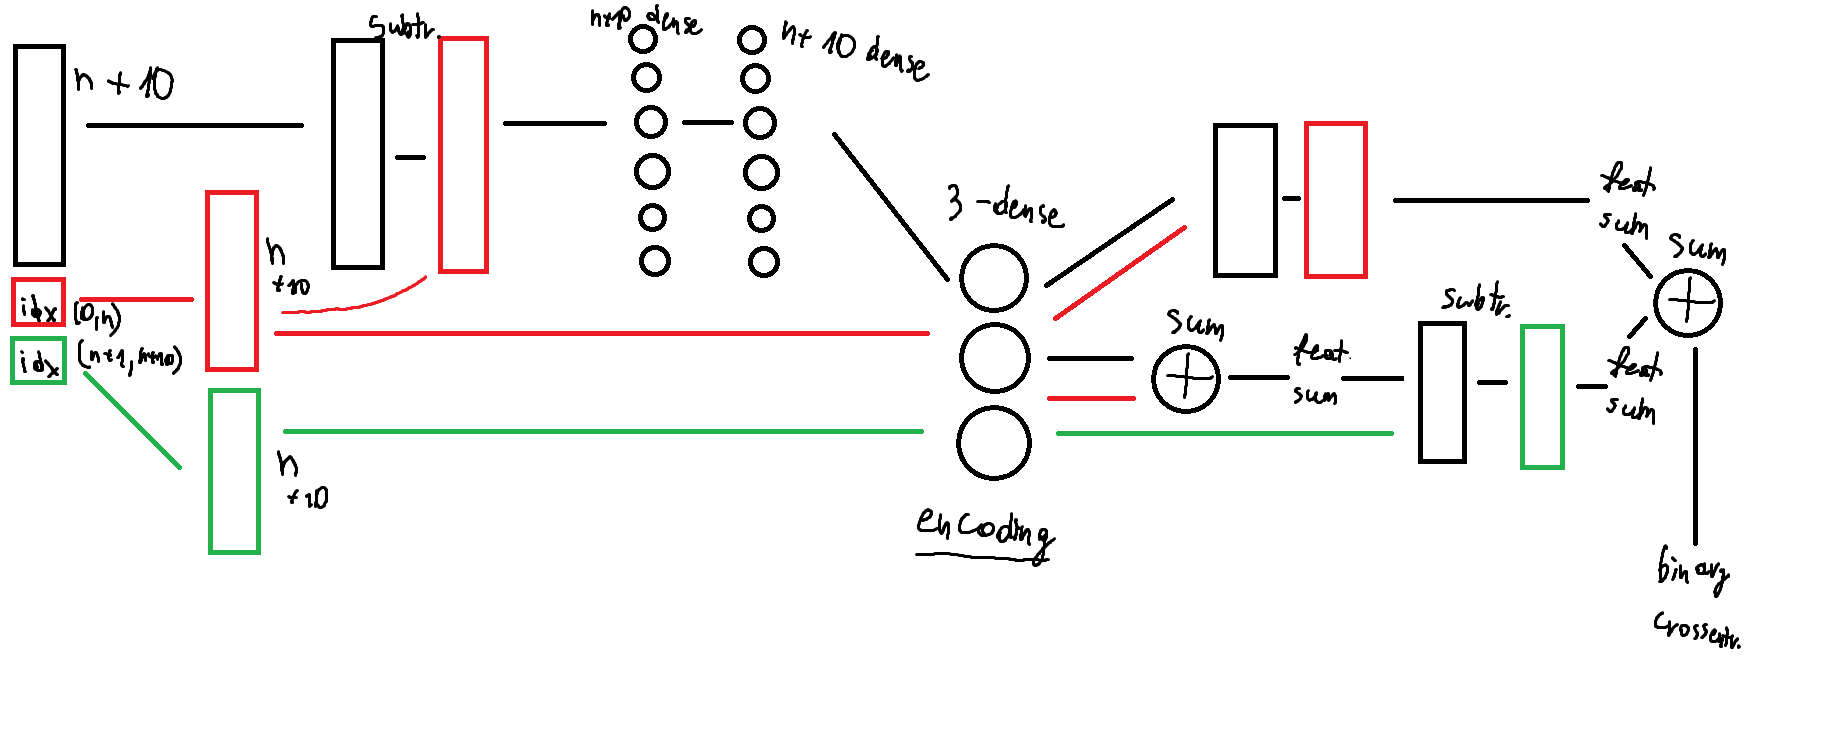 n + 10
Subtr.
n+10 dense
n+ 10 dense
idx (0,n)
idx (n+1, n+10)
n
+10
n
+10
3 - dense
encoding
sum
feat.
sum
subtr.
feat
sum
sum
feat
sum
binary
crossentr.